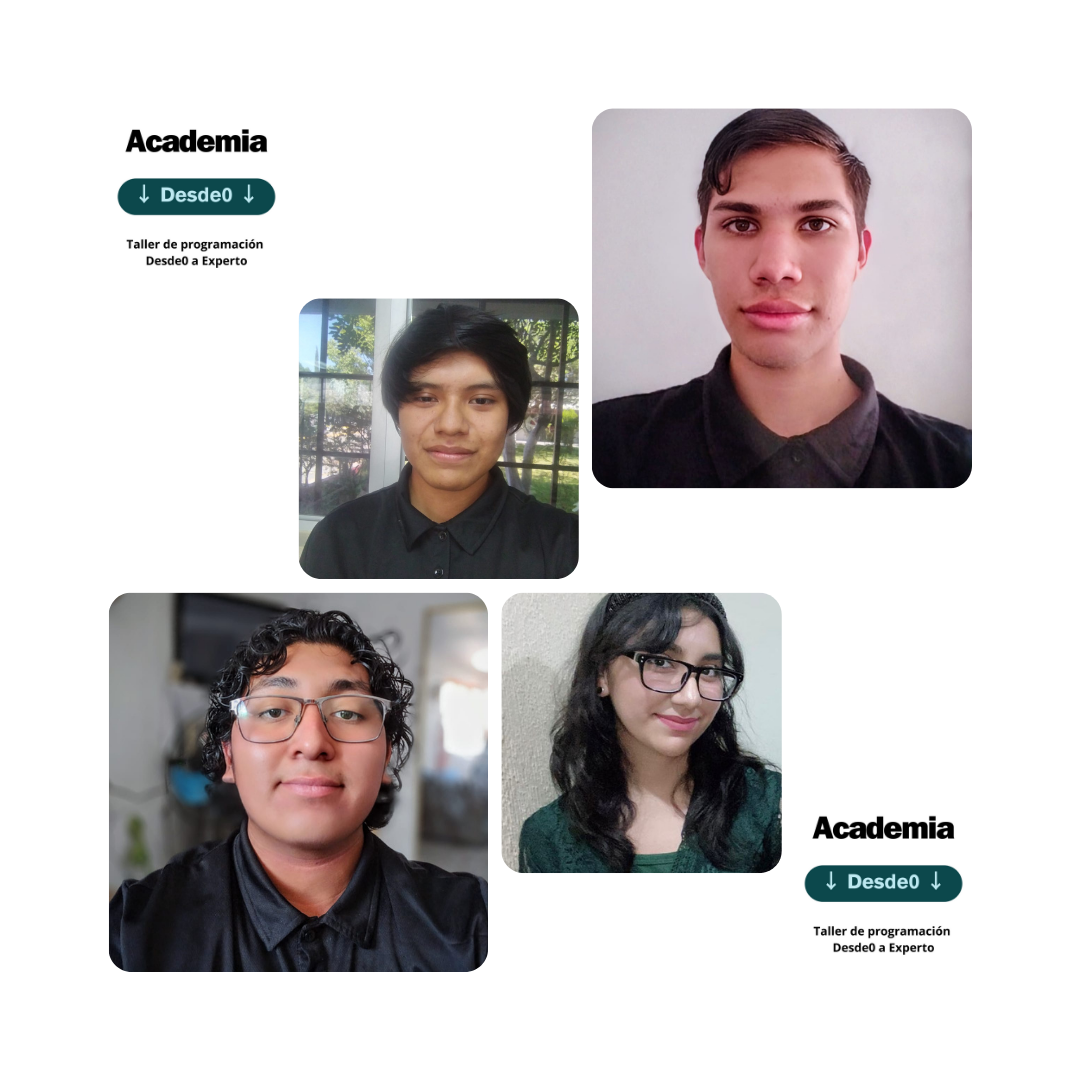 Academia
↓ Desde0 ↓
Taller de programación
Desde0 a Experto
Academia
↓ Desde0 ↓
Taller de programación
Desde0 a Experto